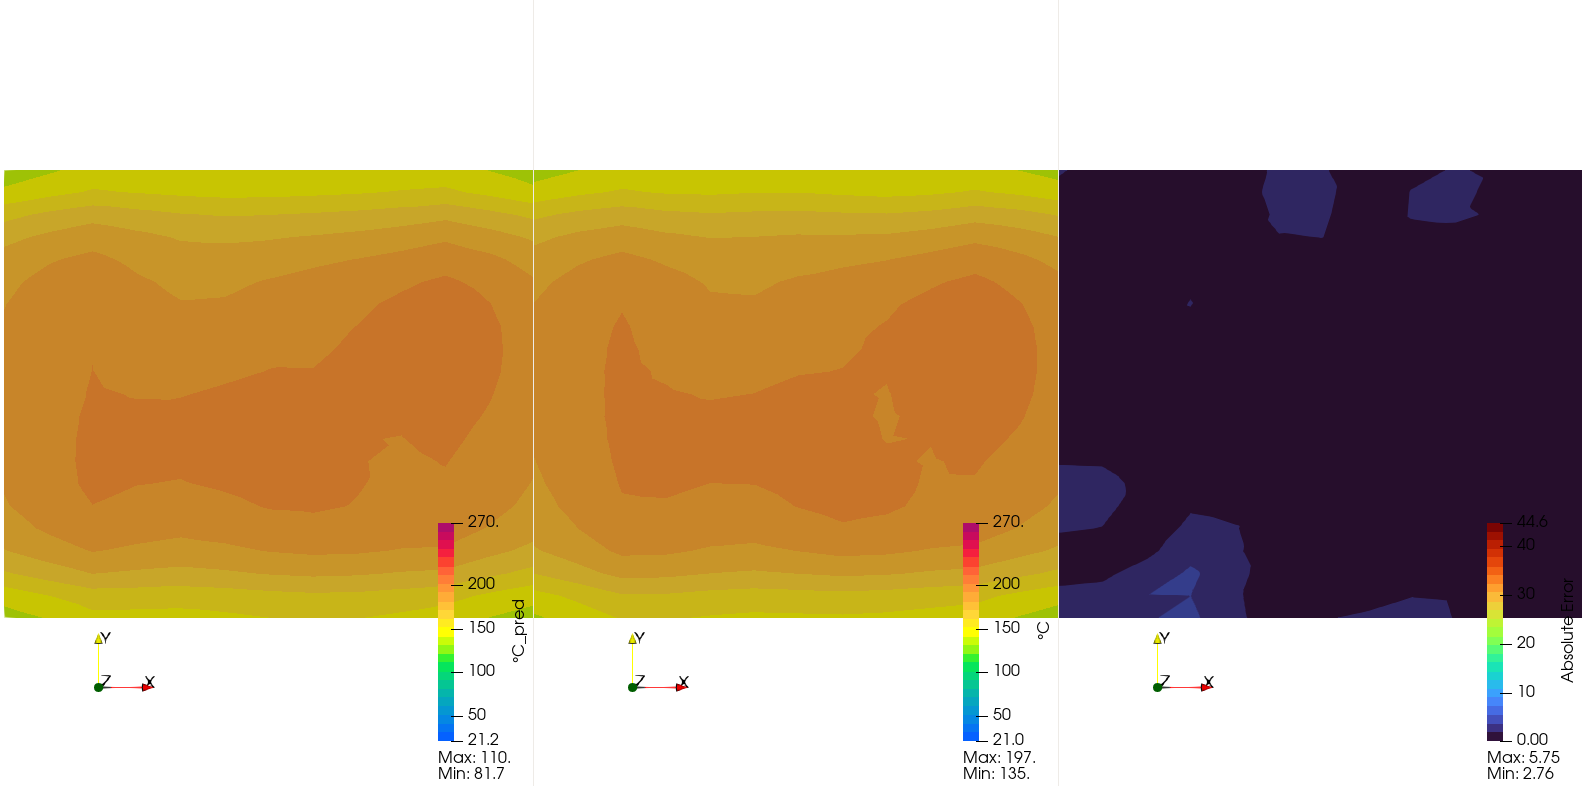 270.
200
150
100
50
21.2
°C_pred
Max: 110.
Min: 81.7
Y
Z
X
270.
200
150
100
50
21.0
°C
Max: 197.
Min: 135.
Y
Z
X
44.6
40
30
20
10
0.00
Absolute Error
Max: 5.75
Min: 2.76
Y
Z
X